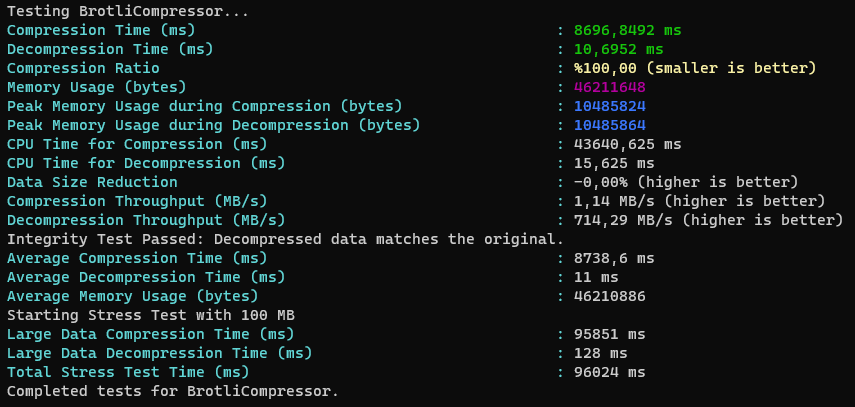 Testing BrotliCompressor...
Compression Time (ms) : 8696,8492 ms
Decompression Time (ms) : 10,6952 ms
Compression Ratio : %100,00 (smaller is better)
Memory Usage (bytes) : 46211648
Peak Memory Usage during Compression (bytes) : 10485824
Peak Memory Usage during Decompression (bytes) : 10485864
CPU Time for Compression (ms) : 43640,625 ms
CPU Time for Decompression (ms) : 15,625 ms
Data Size Reduction : -0,00% (higher is better)
Compression Throughput (MB/s) : 1,14 MB/s (higher is better)
Decompression Throughput (MB/s) : 714,29 MB/s (higher is better)
Integrity Test Passed: Decompressed data matches the original.
Average Compression Time (ms) : 8738,6 ms
Average Decompression Time (ms) : 11 ms
Average Memory Usage (bytes) : 46210886
Starting Stress Test with 100 MB
Large Data Compression Time (ms) : 95851 ms
Large Data Decompression Time (ms) : 128 ms
Total Stress Test Time (ms) : 96024 ms
Completed tests for BrotliCompressor.